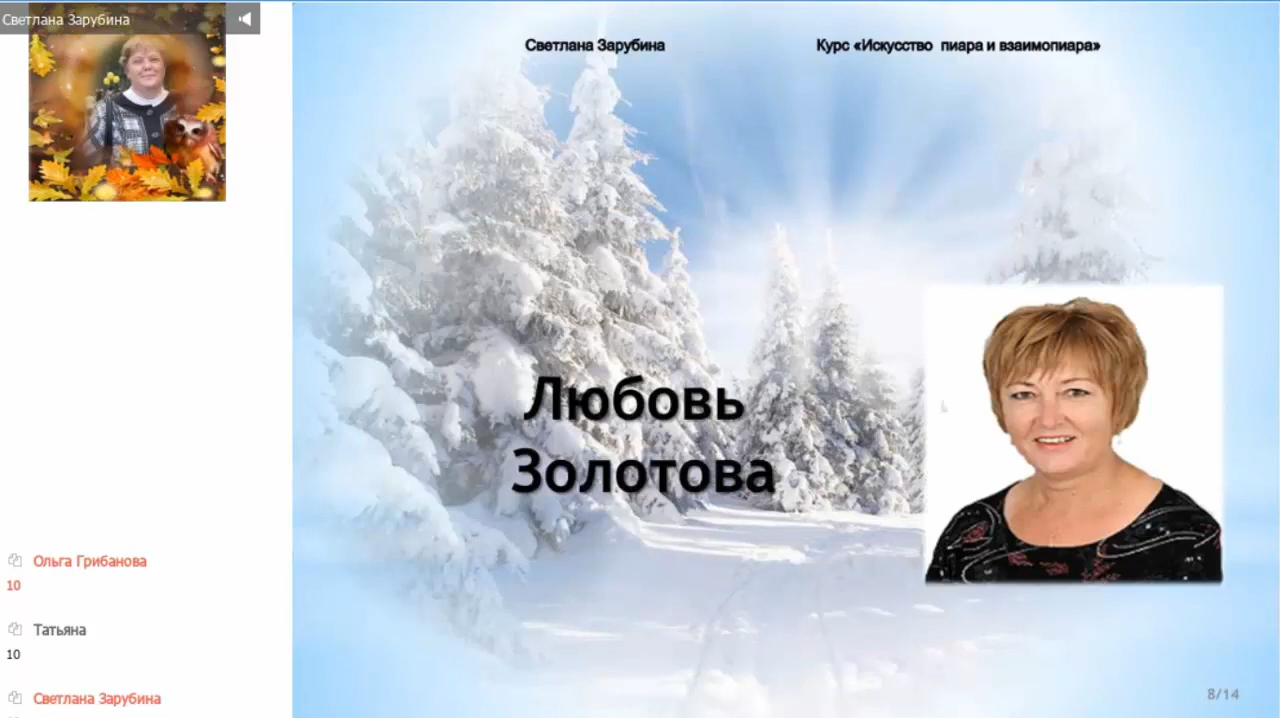 Светлана Зарубина
Светлана Зарубина
Курс «Искусство пиара и взаимопиара»
Любовь
Золотова
Ольга Грибанова
10
Татьяна
10
Светлана Зарубина
8/14